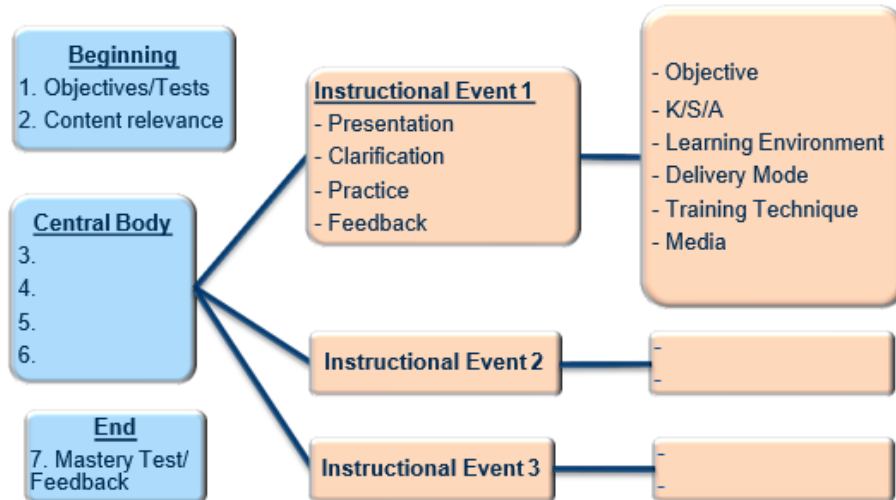 Beginning
1. Objectives/Tests
2. Content relevance
Central Body
3.
4.
5.
6.
End
7. Mastery Test/
Feedback
Instructional Event 1
- Presentation
- Clarification
- Practice
- Feedback
- Objective
- K/S/A
- Learning Environment
- Delivery Mode
- Training Technique
- Media
Instructional Event 2
-
-
Instructional Event 3
-
-